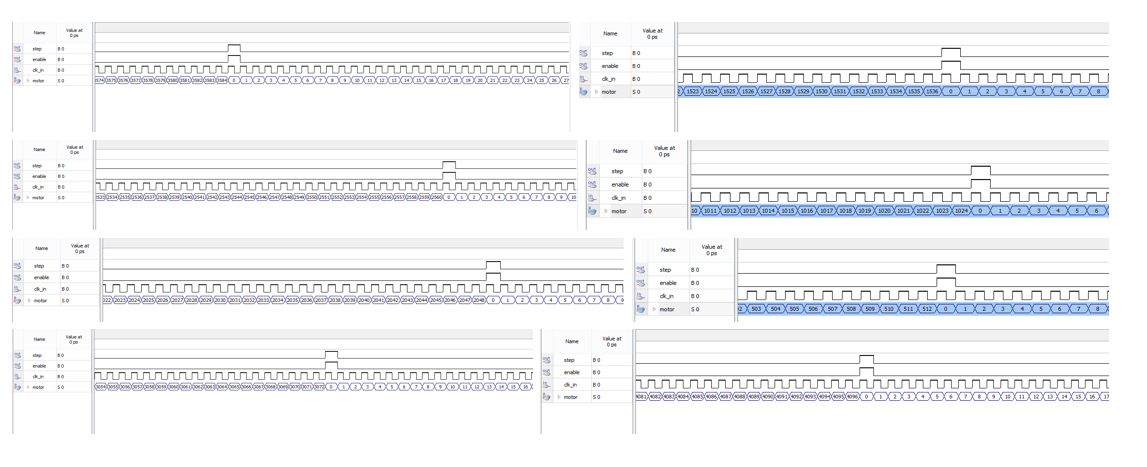 Name Value at 0 ps
step B 0
enable B 0
clk_in B 0
motor S 0 3574 3575 3576 3577 3578 3579 3580 3581 3582 3583 3584 0 1 2 3 4 5 6 7 8 9 10 11 12 13 14 15 16 17 18 19 20 21 22 23 24 25 26 27
Name Value at 0 ps
step B 0
enable B 0
clk_in B 0
motor S 0 1523 1524 1525 1526 1527 1528 1529 1530 1531 1532 1533 1534 1535 1536 0 1 2 3 4 5 6 7 8
Name Value at 0 ps
step B 0
enable B 0
clk_in B 0
motor S 0 2533 2534 2535 2536 2537 2538 2539 2540 2541 2542 2543 2544 2545 2546 2547 2548 2549 2550 2551 2552 2553 2554 2555 2556 2557 2558 2559 2560 0 1 2 3 4 5 6 7 8 9 10
Name Value at 0 ps
step B 0
enable B 0
clk_in B 0
motor S 0 10 1011 1012 1013 1014 1015 1016 1017 1018 1019 1020 1021 1022 1023 1024 0 1 2 3 4 5 6
Name Value at 0 ps
step B 0
enable B 0
clk_in B 0
motor S 0 022 2023 2024 2025 2026 2027 2028 2029 2030 2031 2032 2033 2034 2035 2036 2037 2038 2039 2040 2041 2042 2043 2044 2045 2046 2047 2048 0 1 2 3 4 5 6 7 8 9
Name Value at 0 ps
step B 0
enable B 0
clk_in B 0
motor S 0 503 504 505 506 507 508 509 510 511 512 0 1 2 3 4 5 6 7 8
Name Value at 0 ps
step B 0
enable B 0
clk_in B 0
motor S 0 3054 3055 3056 3057 3058 3059 3060 3061 3062 3063 3064 3065 3066 3067 3068 3069 3070 3071 3072 0 1 2 3 4 5 6 7 8 9 10 11 12 13 14 15 16
Name Value at 0 ps
step B 0
enable B 0
clk_in B 0
motor S 0 4081 4082 4083 4084 4085 4086 4087 4088 4089 4090 4091 4092 4093 4094 4095 4096 0 1 2 3 4 5 6 7 8 9 10 11 12 13 14 15 16 17